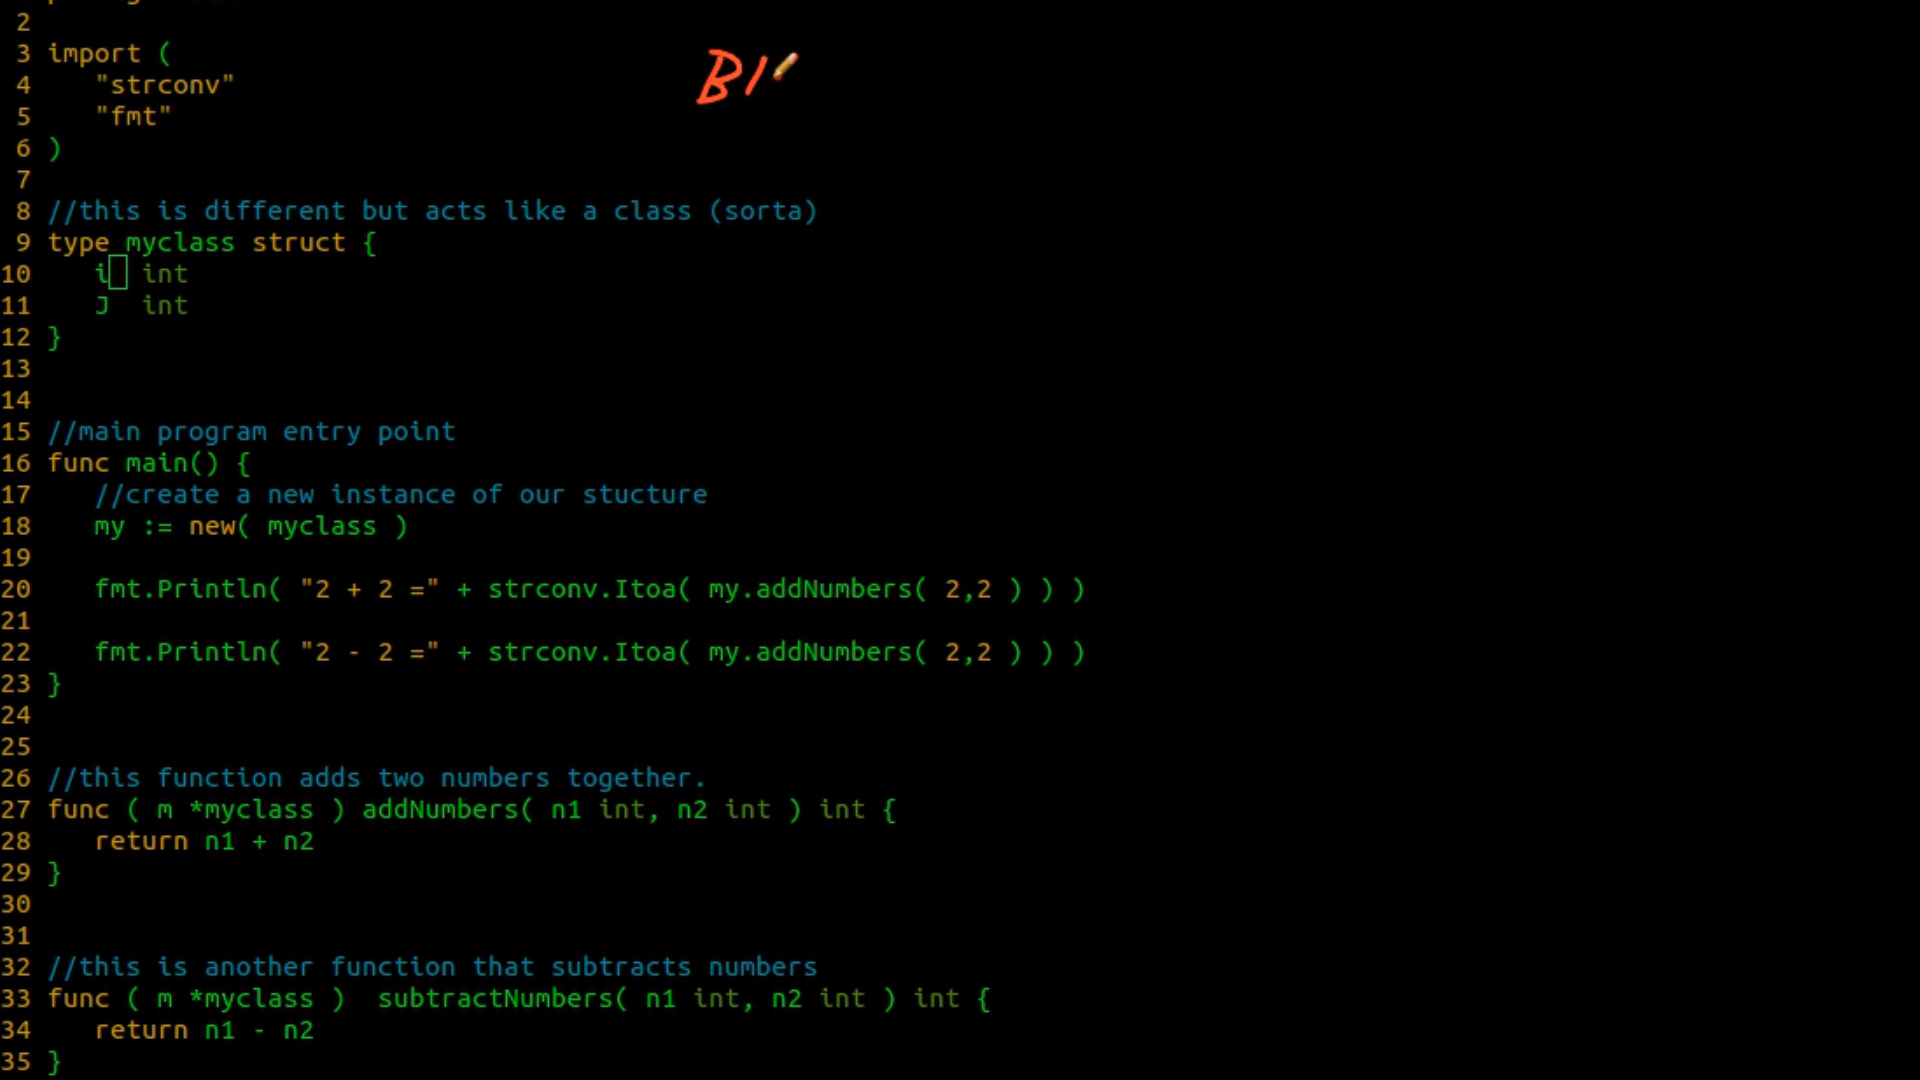 2
3 import (
BI
4 "strconv"
5 "fmt"
6 )
7
8 //this is different but acts like a class (sorta)
9 type myclass struct {
10 i int
11 J int
12 }
13
14
15 //main program entry point
16 func main() {
17 //create a new instance of our stucture
18 my := new( myclass )
19
20 fmt.Println( "2 + 2 =" + strconv.Itoa( my.addNumbers( 2,2 ) ) )
21
22 fmt.Println( "2 - 2 =" + strconv.Itoa( my.addNumbers( 2,2 ) ) )
23 }
24
25
26 //this function adds two numbers together.
27 func ( m *myclass ) addNumbers( n1 int, n2 int ) int {
28 return n1 + n2
29 }
30
31
32 //this is another function that subtracts numbers
33 func ( m *myclass ) subtractNumbers( n1 int, n2 int ) int {
34 return n1 - n2
35 }